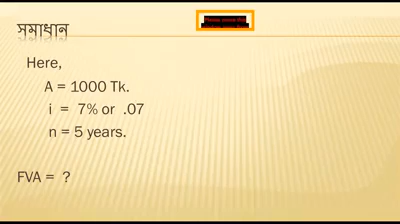 সমাধান
Here,
A = 1000 Tk.
i = 7% or .07
n = 5 years.
FVA = ?